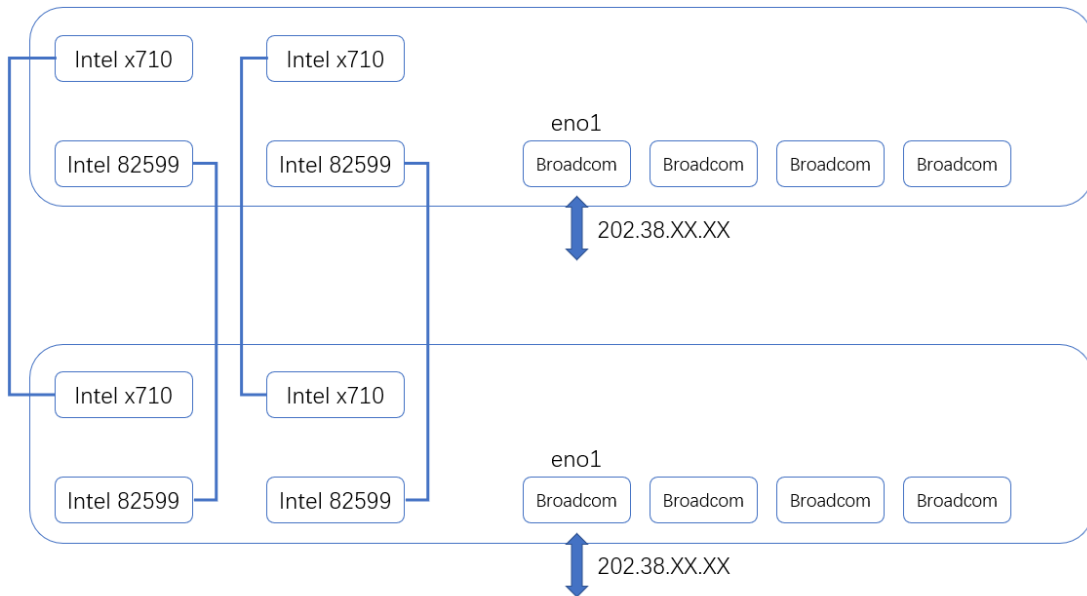 Intel x710
Intel x710
eno1
Intel 82599
Intel 82599
Broadcom
Broadcom
Broadcom
Broadcom
202.38.XX.XX
Intel x710
Intel x710
eno1
Intel 82599
Intel 82599
Broadcom
Broadcom
Broadcom
Broadcom
202.38.XX.XX